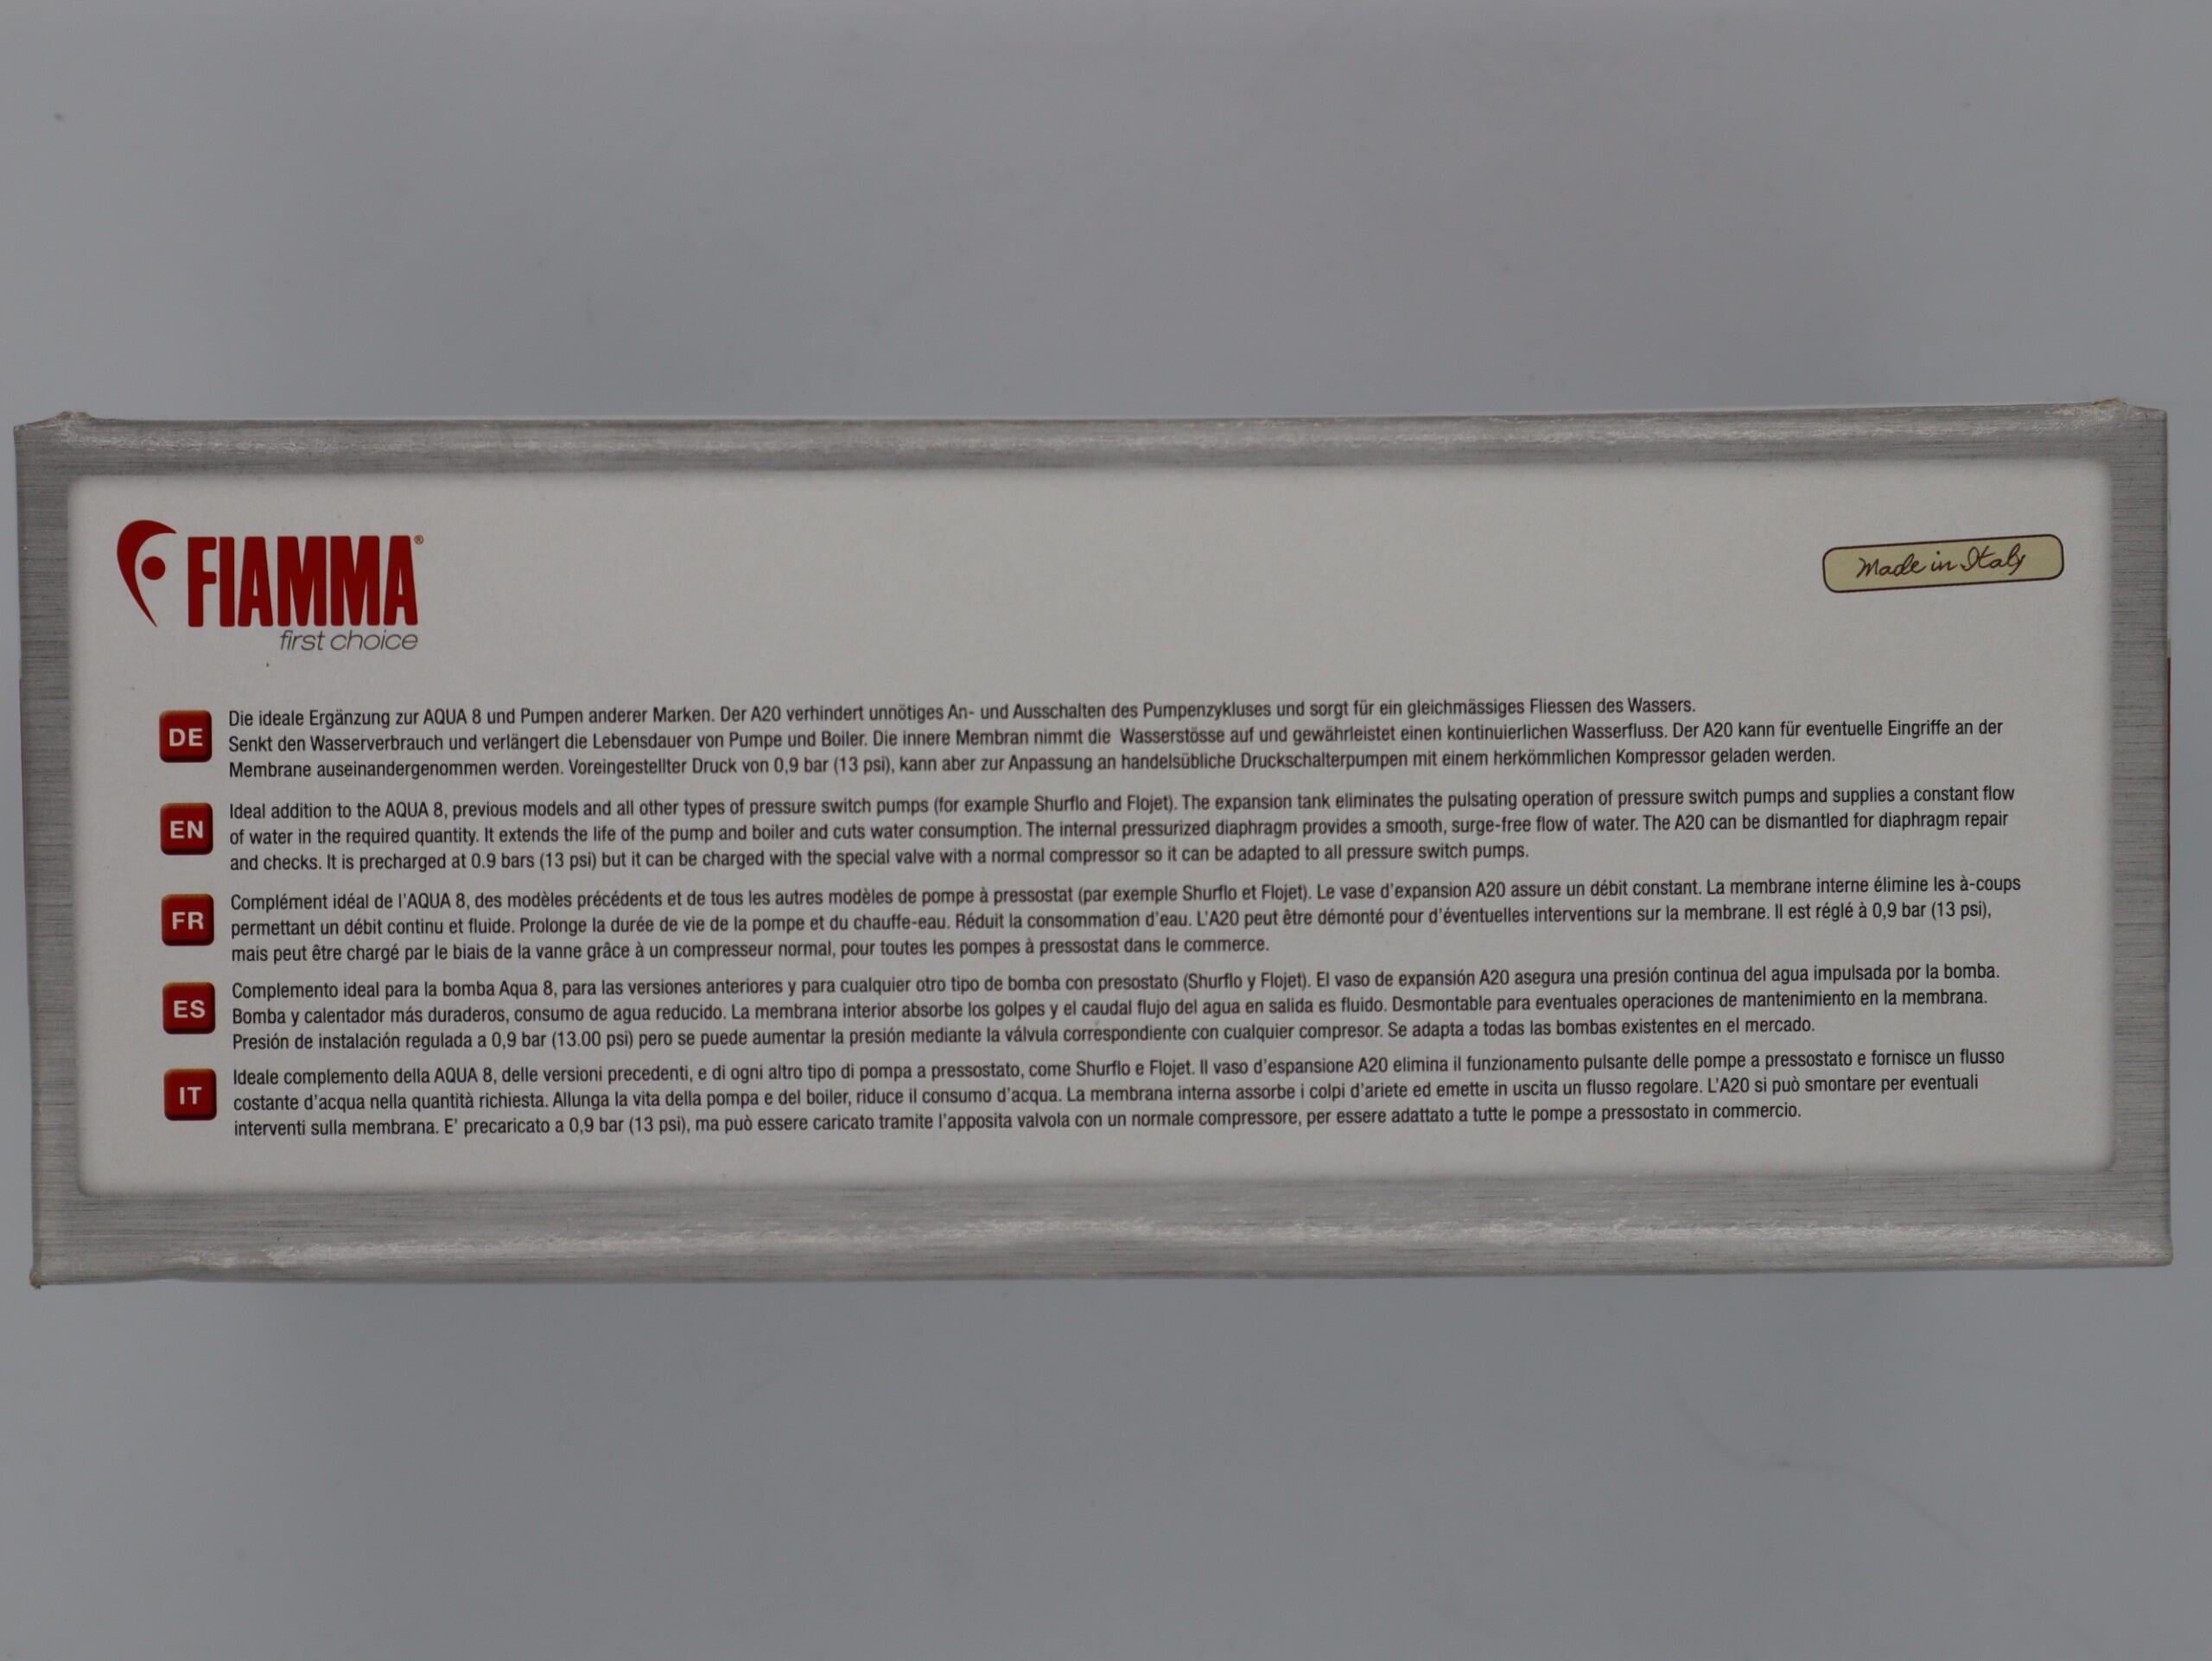 FIAMMA®
first choice
Made in Italy
DE
Die ideale Ergänzung zur AQUA 8 und Pumpen anderer Marken. Der A20 verhindert unnötiges An- und Ausschalten des Pumpenzykluses und sorgt für ein gleichmässiges Fliessen des Wassers.
Senkt den Wasserverbrauch und verlängert die Lebensdauer von Pumpe und Boiler. Die innere Membran nimmt die Wasserstösse auf und gewährleistet einen kontinuierlichen Wasserfluss. Der A20 kann für eventuelle Eingriffe an der
Membrane auseinandergenommen werden. Voreingestellter Druck von 0,9 bar (13 psi), kann aber zur Anpassung an handelsübliche Druckschalterpumpen mit einem herkömmlichen Kompressor geladen werden.
EN
Ideal addition to the AQUA 8, previous models and all other types of pressure switch pumps (for example Shurflo and Flojet). The expansion tank eliminates the pulsating operation of pressure switch pumps and supplies a constant flow
of water in the required quantity. It extends the life of the pump and boiler and cuts water consumption. The internal pressurized diaphragm provides a smooth, surge-free flow of water. The A20 can be dismantled for diaphragm repair
and checks. It is precharged at 0.9 bars (13 psi) but it can be charged with the special valve with a normal compressor so it can be adapted to all pressure switch pumps.
FR
Complément idéal de l'AQUA 8, des modèles précédents et de tous les autres modèles de pompe à pressostat (par exemple Shurflo et Flojet). Le vase d'expansion A20 assure un débit constant. La membrane interne élimine les à-coups
permettant un débit continu et fluide. Prolonge la durée de vie de la pompe et du chauffe-eau. Réduit la consommation d'eau. L'A20 peut être démonté pour d'éventuelles interventions sur la membrane. Il est réglé à 0,9 bar (13 psi),
mais peut être chargé par le biais de la vanne grâce à un compresseur normal, pour toutes les pompes à pressostat dans le commerce.
ES
Complemento ideal para la bomba Aqua 8, para las versiones anteriores y para cualquier otro tipo de bomba con presostato (Shurflo y Flojet). El vaso de expansión A20 asegura una presión continua del agua impulsada por la bomba.
Bomba y calentador más duraderos, consumo de agua reducido. La membrana interior absorbe los golpes y el caudal flujo del agua en salida es fluido. Desmontable para eventuales operaciones de mantenimiento en la membrana.
Presión de instalación regulada a 0,9 bar (13.00 psi) pero se puede aumentar la presión mediante la válvula correspondiente con cualquier compresor. Se adapta a todas las bombas existentes en el mercado.
IT
Ideale complemento della AQUA 8, delle versioni precedenti, e di ogni altro tipo di pompa a pressostato, come Shurflo e Flojet. Il vaso d'espansione A20 elimina il funzionamento pulsante delle pompe a pressostato e fornisce un flusso
costante d'acqua nella quantità richiesta. Allunga la vita della pompa e del boiler, riduce il consumo d'acqua. La membrana interna assorbe i colpi d'ariete ed emette in uscita un flusso regolare. L'A20 si può smontare per eventuali
interventi sulla membrana. E' precaricato a 0,9 bar (13 psi), ma può essere caricato tramite l'apposita valvola con un normale compressore, per essere adattato a tutte le pompe a pressostato in commercio.